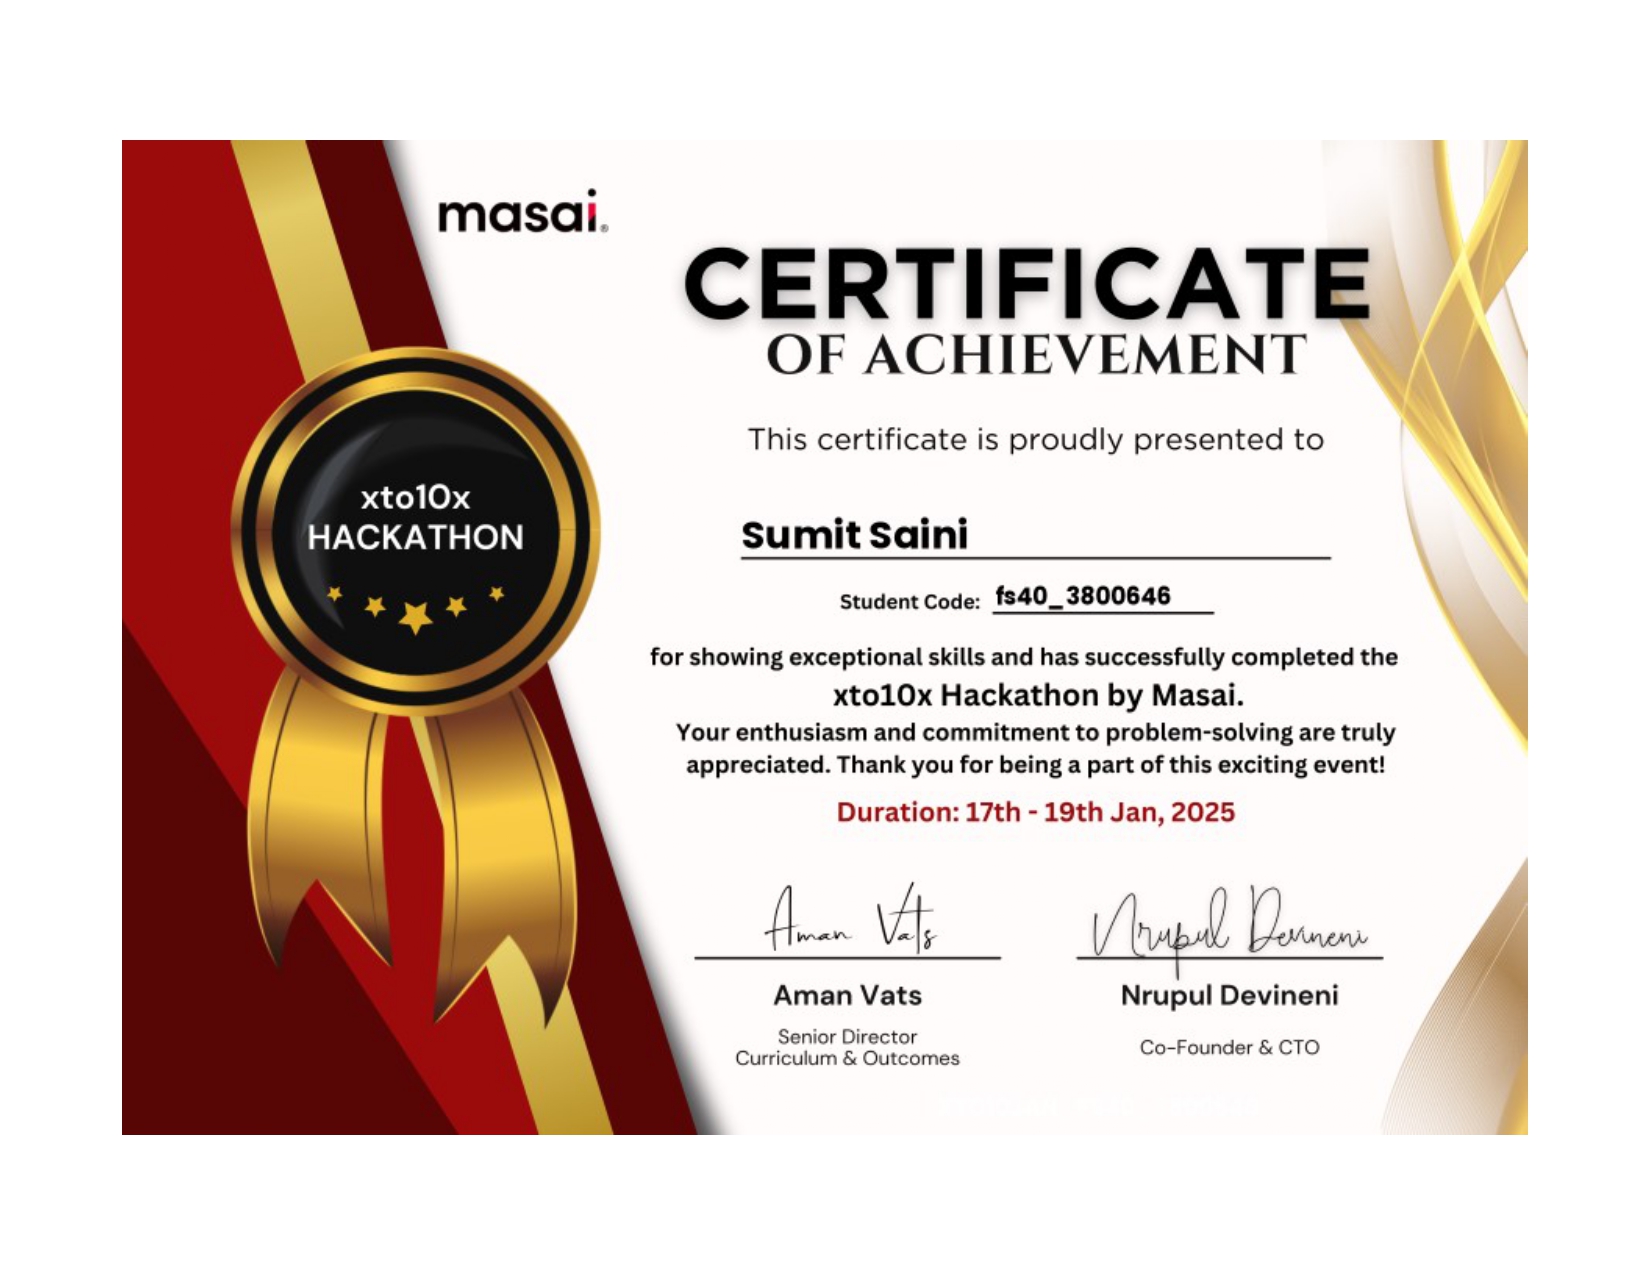 masai.®
CERTIFICATE
OF ACHIEVEMENT
This certificate is proudly presented to
xto10x
HACKATHON
Sumit Saini
Student Code: fs40_3800646
for showing exceptional skills and has successfully completed the
xto10x Hackathon by Masai.
Your enthusiasm and commitment to problem-solving are truly
appreciated. Thank you for being a part of this exciting event!
Duration: 17th - 19th Jan, 2025
Aman Vats
Nrupul Devineni
Aman Vats
Nrupul Devineni
Senior Director
Curriculum & Outcomes
Co-Founder & CTO